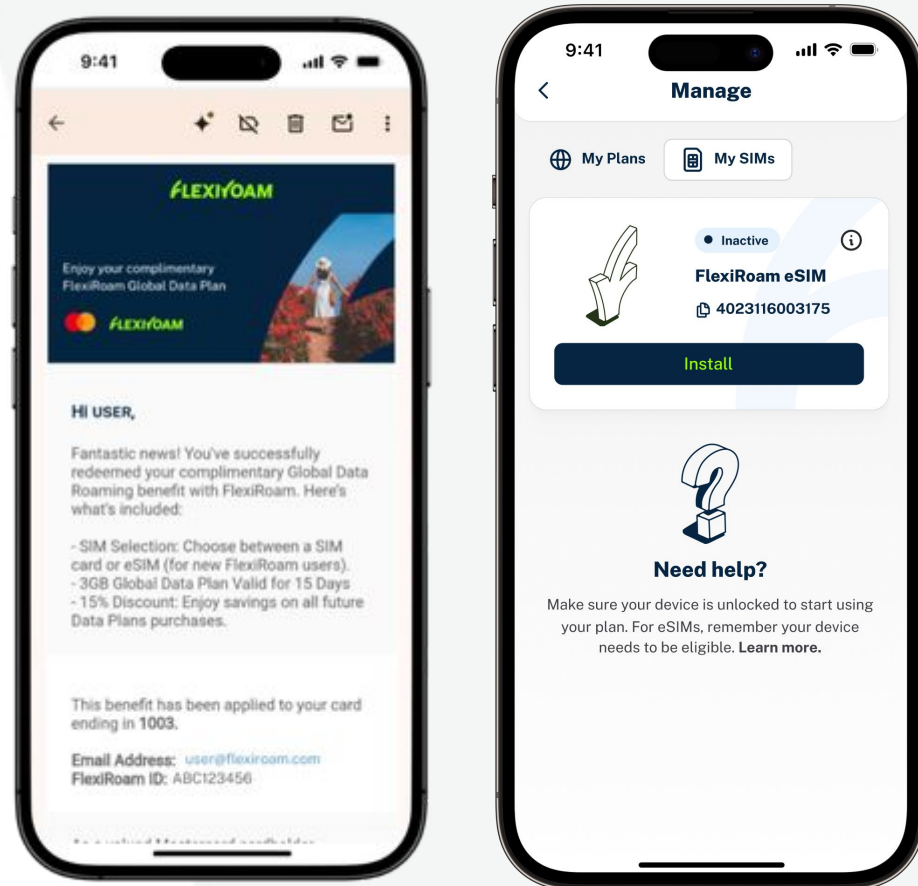 9:41
FLEXIROAM
Enjoy your complimentary
FlexiRoam Global Data Plan
FLEXIROAM
HI USER,
Fantastic news! You've successfully
redeemed your complimentary Global Data
Roaming benefit with FlexiRoam. Here's
what's included:
- SIM Selection: Choose between a SIM
card or eSIM (for new FlexiRoam users).
- 3GB Global Data Plan Valid for 15 Days
- 15% Discount: Enjoy savings on all future
Data Plans purchases.
This benefit has been applied to your card
ending in 1003.
Email Address: user@flexiroam.com
FlexiRoam ID: ABC123456
9:41
Manage
My Plans
My SIMs
Inactive
FlexiRoam eSIM
4023116003175
Install
Need help?
Make sure your device is unlocked to start using
your plan. For eSIMs, remember your device
needs to be eligible. Learn more.